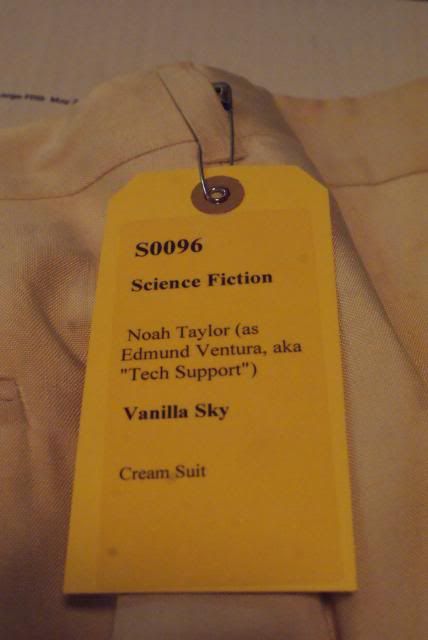 S0096
Science Fiction
Noah Taylor (as
Edmund Ventura, aka
"Tech Support")
Vanilla Sky
Cream Suit